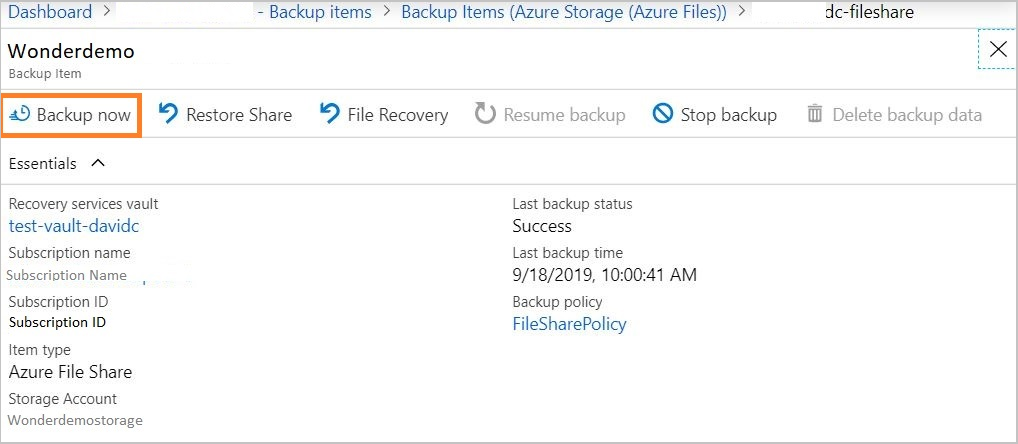 Dashboard > - Backup items > Backup Items (Azure Storage (Azure Files)) > dc-fileshare
Wonderdemo
Backup Item
Backup now Restore Share File Recovery Resume backup Stop backup Delete backup data
Essentials
Recovery services vault
test-vault-davidc
Subscription name
Subscription Name
Subscription ID
Subscription ID
Item type
Azure File Share
Storage Account
Wonderdemostorage
Last backup status
Success
Last backup time
9/18/2019, 10:00:41 AM
Backup policy
FileSharePolicy